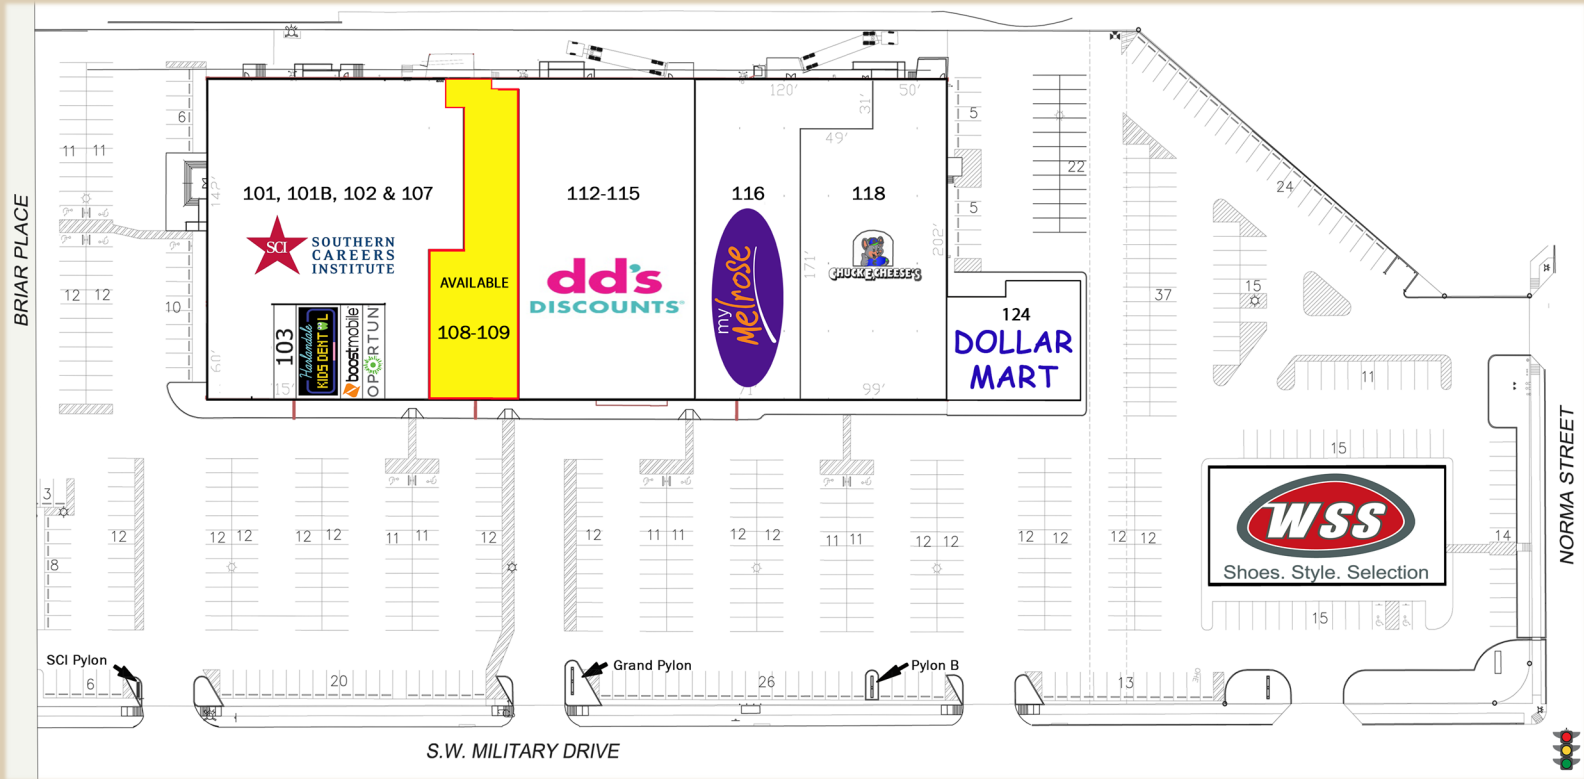 120'
50'
31'
6
49'
5
11 11
22
101, 101B, 102 & 107
112-115
116
118
24
142'
5
BRIAR PLACE
SCI
SOUTHERN
CAREERS
INSTITUTE
202'
171'
AVAILABLE
dd's
DISCOUNTS
my Melrose
CHUCK E. CHEESE'S
12 12
10
37
15
124
108-109
103
Harlandale
KIDS DENTAL
boostmobile
OPORTUN
DOLLAR
MART
60'
15'
71'
99'
11
15
NORMA STREET
3
12
12 12
12 12
11 11
12
12
11 11
12 12
11 11
12 12
12 12
12 12
WSS
14
18
Shoes. Style. Selection
15
SCI Pylon
Grand Pylon
Pylon B
6
20
26
13
S.W. MILITARY DRIVE